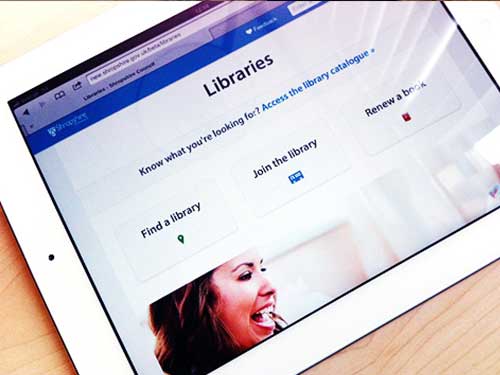 new.shropshire.gov.uk/beta/libraries
Libraries - Shropshire Council
Feedback
Shropshire
Libraries
Know what you're looking for? Access the library catalogue »
Find a library
Join the library
Renew a book